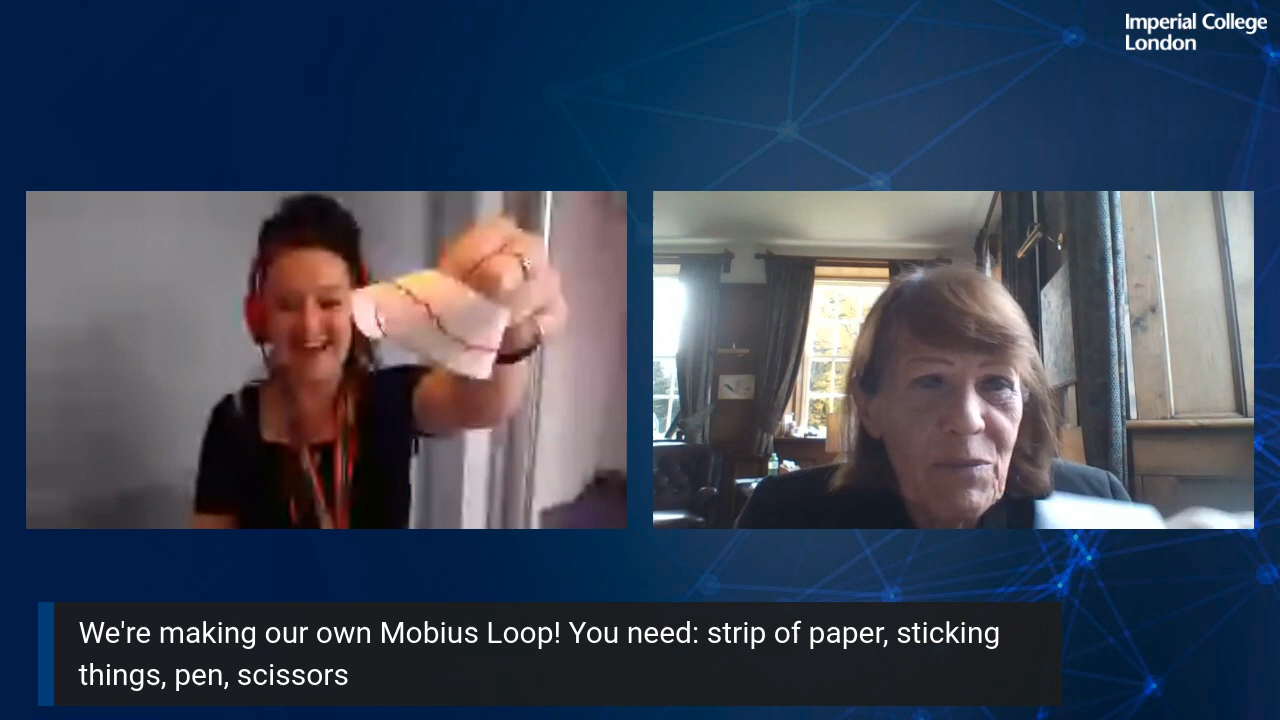 Imperial College
London
We're making our own Mobius Loop! You need: strip of paper, sticking
things, pen, scissors